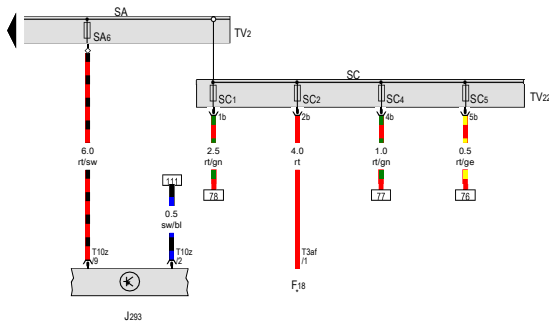 SA
SA6
TV2
SC
SC1
SC2
SC4
SC5
TV22
1b
2b
4b
5b
6.0
rt/sw
2.5
rt/gn
4.0
rt
1.0
rt/gn
0.5
rt/ge
111
78
77
76
0.5
sw/bl
T10z
/9
T10z
/2
T3af
/1
F18
J293